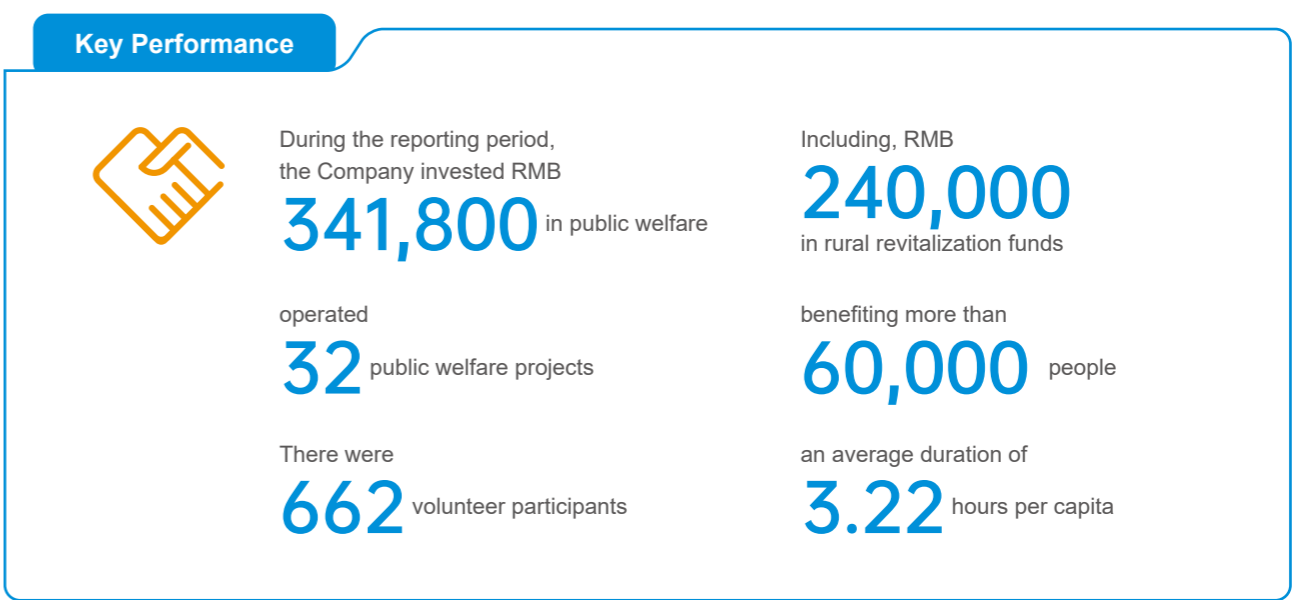 Key Performance
During the reporting period,
the Company invested RMB
341,800 in public welfare
Including, RMB
240,000
in rural revitalization funds
operated
32 public welfare projects
benefiting more than
60,000 people
There were
662 volunteer participants
an average duration of
3.22 hours per capita